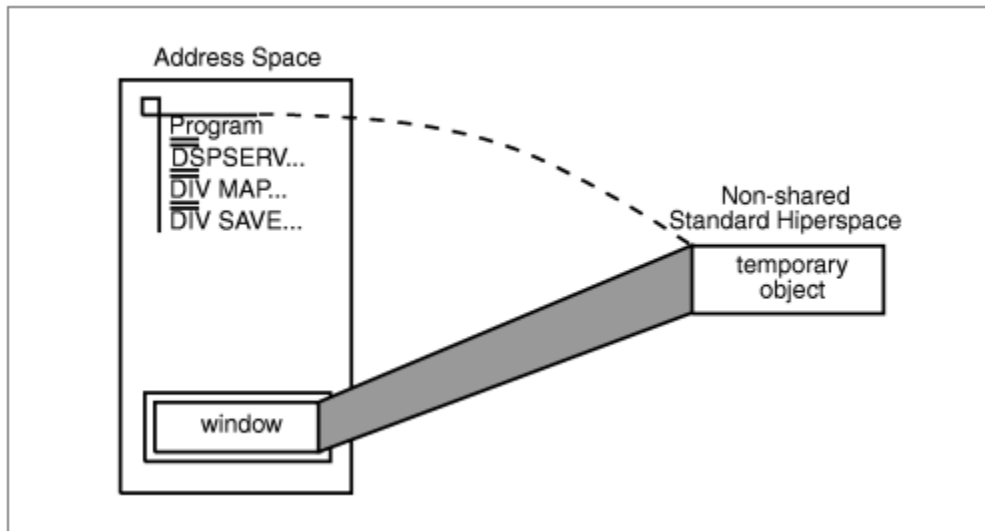 Address Space
Program
DSPSERV...
DIV MAP...
DIV SAVE...
Non-shared
Standard Hiperspace
temporary
object
window